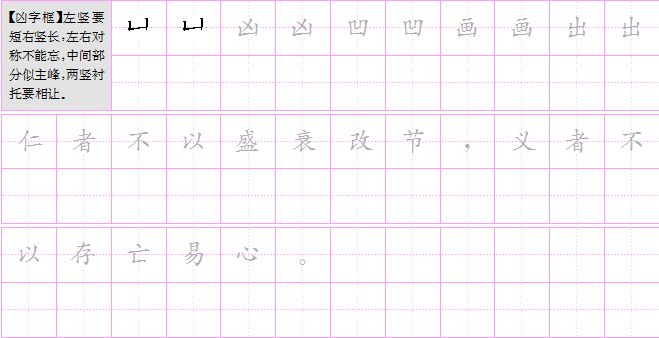 【凶字框】左竖要
短右竖长;左右对
称不能忘,中间部
分似主峰,两竖衬
托要相让。
凵 凵 凶 凶 凹 凹 画 画 出 出
仁 者 不 以 盛 衰 改 节 , 义 者 不
以 存 亡 易 心 。